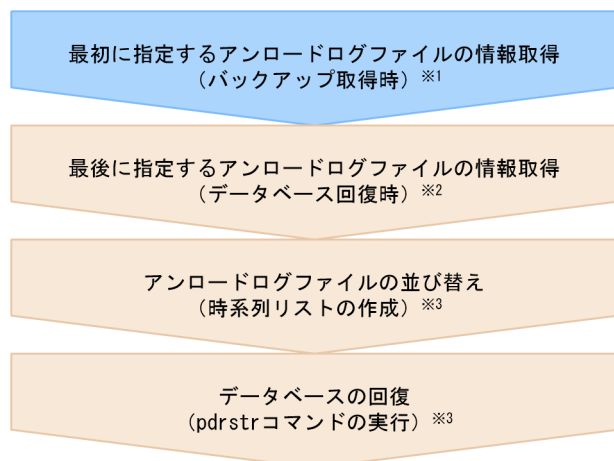 最初に指定するアンロードログファイルの情報取得
（バックアップ取得時）※1
最後に指定するアンロードログファイルの情報取得
（データベース回復時）※2
アンロードログファイルの並び替え
（時系列リストの作成）※3
データベースの回復
（pdrstrコマンドの実行）※3